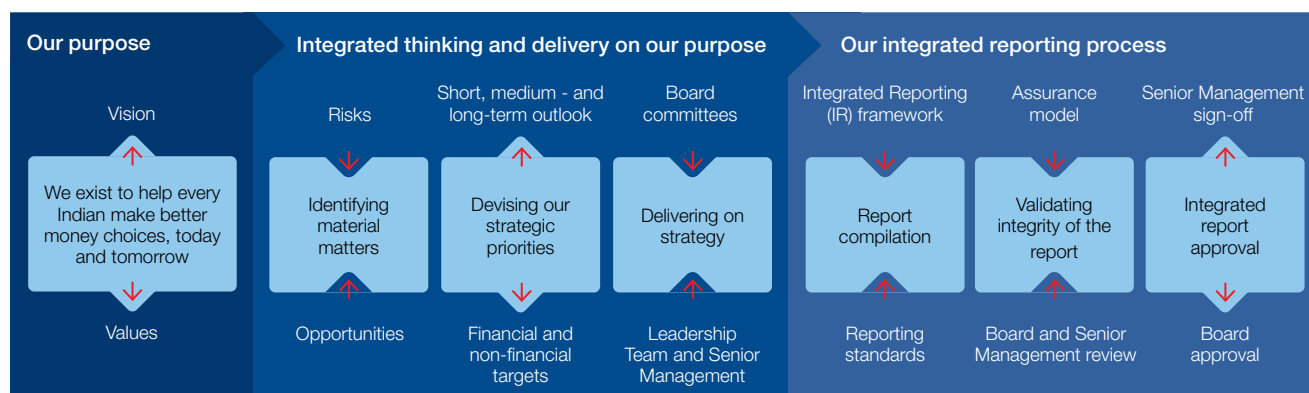 Our purpose
Vision
We exist to help every
Indian make better
money choices, today
and tomorrow
Values
Integrated thinking and delivery on our purpose
Risks
Identifying
material
matters
Opportunities
Short, medium - and
long-term outlook
Devising our
strategic
priorities
Financial and
non-financial
targets
Board
committees
Delivering on
strategy
Leadership
Team and Senior
Management
Our integrated reporting process
Integrated Reporting
(IR) framework
Report
compilation
Reporting
standards
Assurance
model
Validating
integrity of the
report
Board and Senior
Management review
Senior Management
sign-off
Integrated
report
approval
Board
approval